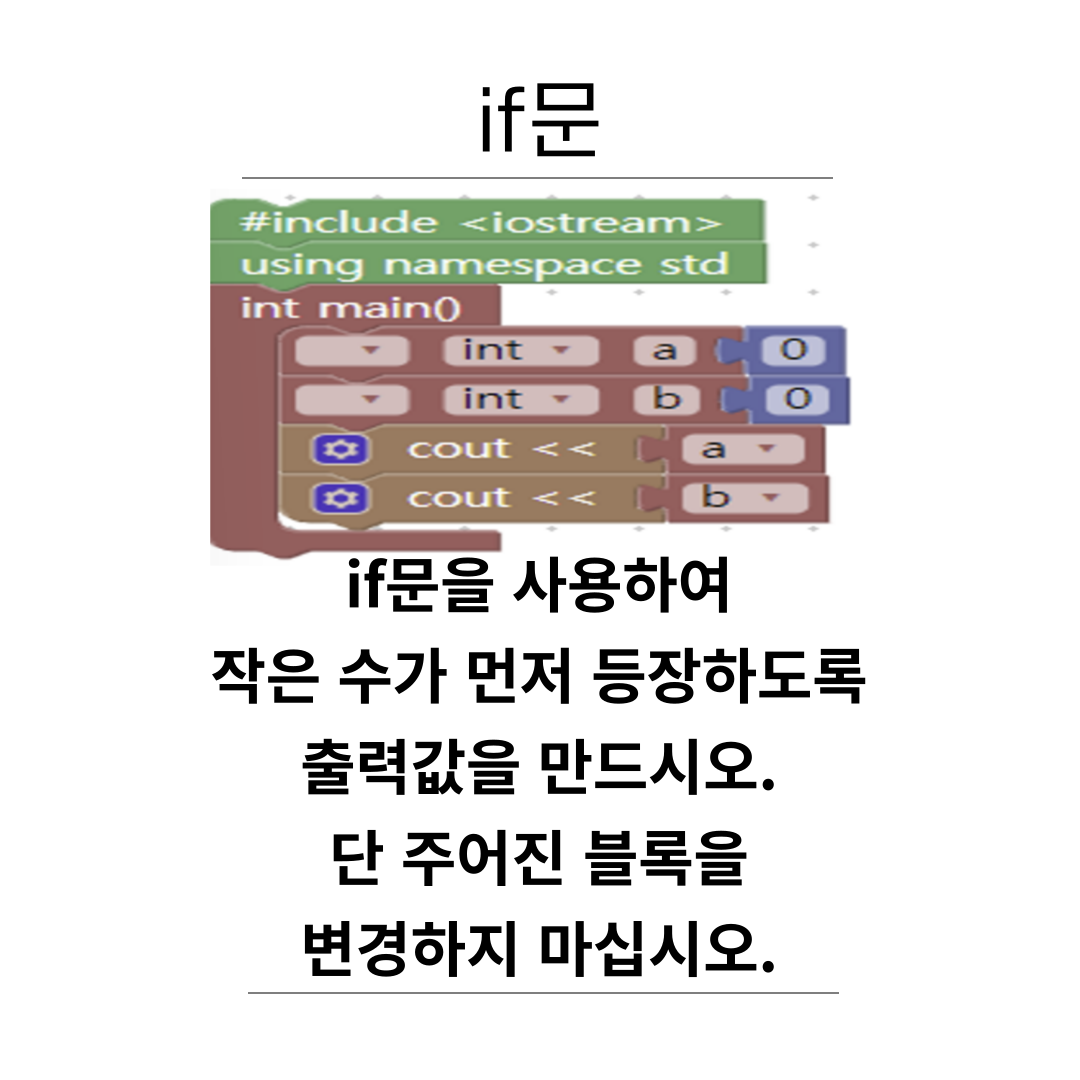 if문
#include <iostream>
using namespace std
int main()
int a 0
int b 0
cout << a
cout << b
if문을 사용하여
작은 수가 먼저 등장하도록
출력값을 만드시오.
단 주어진 블록을
변경하지 마십시오.